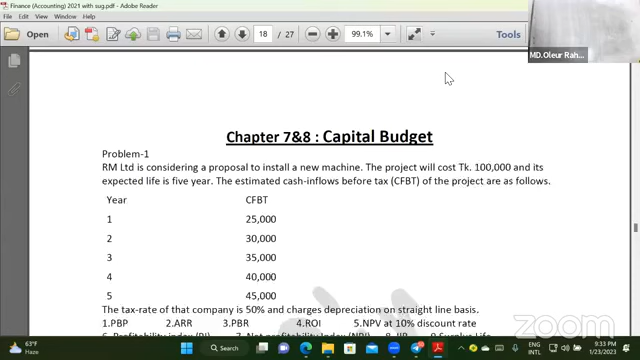 Finance (Accounting) 2021 with sug.pdf - Adobe Reader
File Edit View Window Help
Open 18 / 27 99.1% Tools
MD.Oleur Rah...
Chapter 7&8 : Capital Budget
Problem-1
RM Ltd is considering a proposal to install a new machine. The project will cost Tk. 100,000 and its
expected life is five year. The estimated cash-inflows before tax (CFBT) of the project are as follows.
Year CFBT
1 25,000
2 30,000
3 35,000
4 40,000
5 45,000
The tax-rate of that company is 50% and charges depreciation on straight line basis.
1.PBP 2.ARR 3.PBR 4.ROI 5.NPV at 10% discount rate
zoom
63°F
Haze
Search
ENG
INTL
9:33 PM
1/23/2023